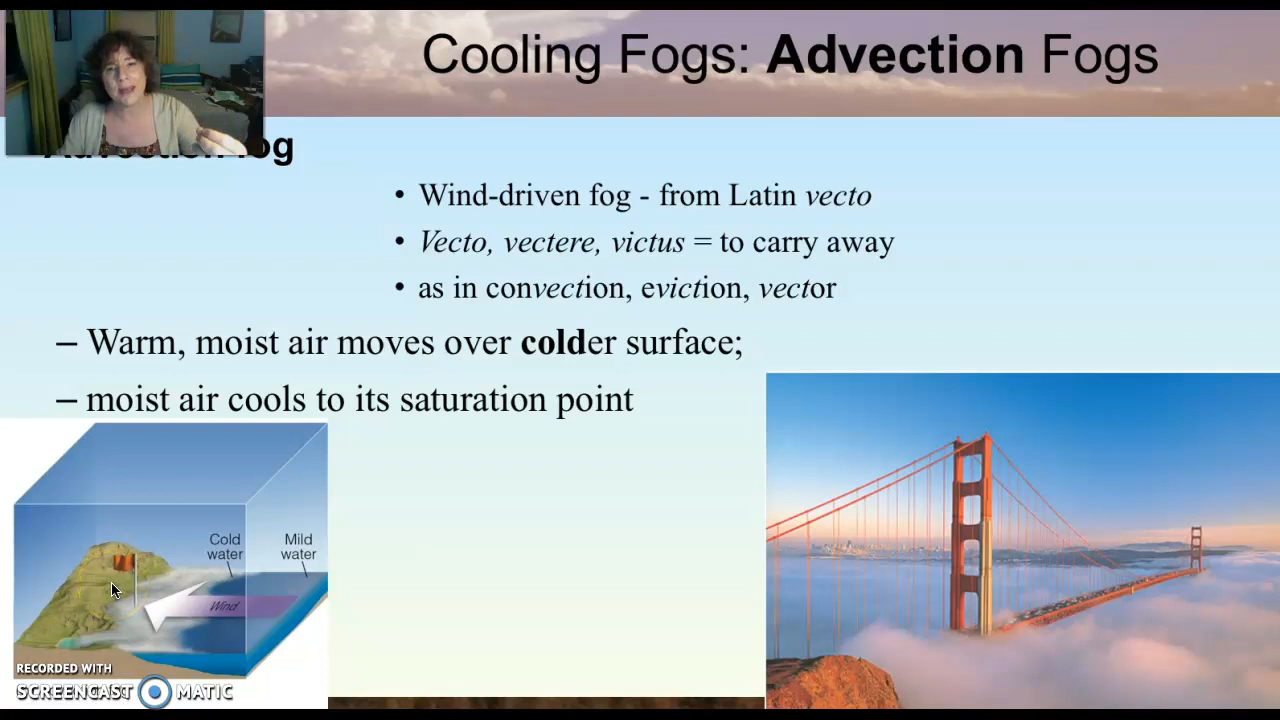 Cooling Fogs: Advection Fogs
Advection fog
• Wind-driven fog - from Latin vecto
• Vecto, vectere, victus = to carry away
• as in convection, eviction, vector
– Warm, moist air moves over colder surface;
– moist air cools to its saturation point
Cold water
Mild water
Wind
RECORDED WITH
SCREENCAST MATIC